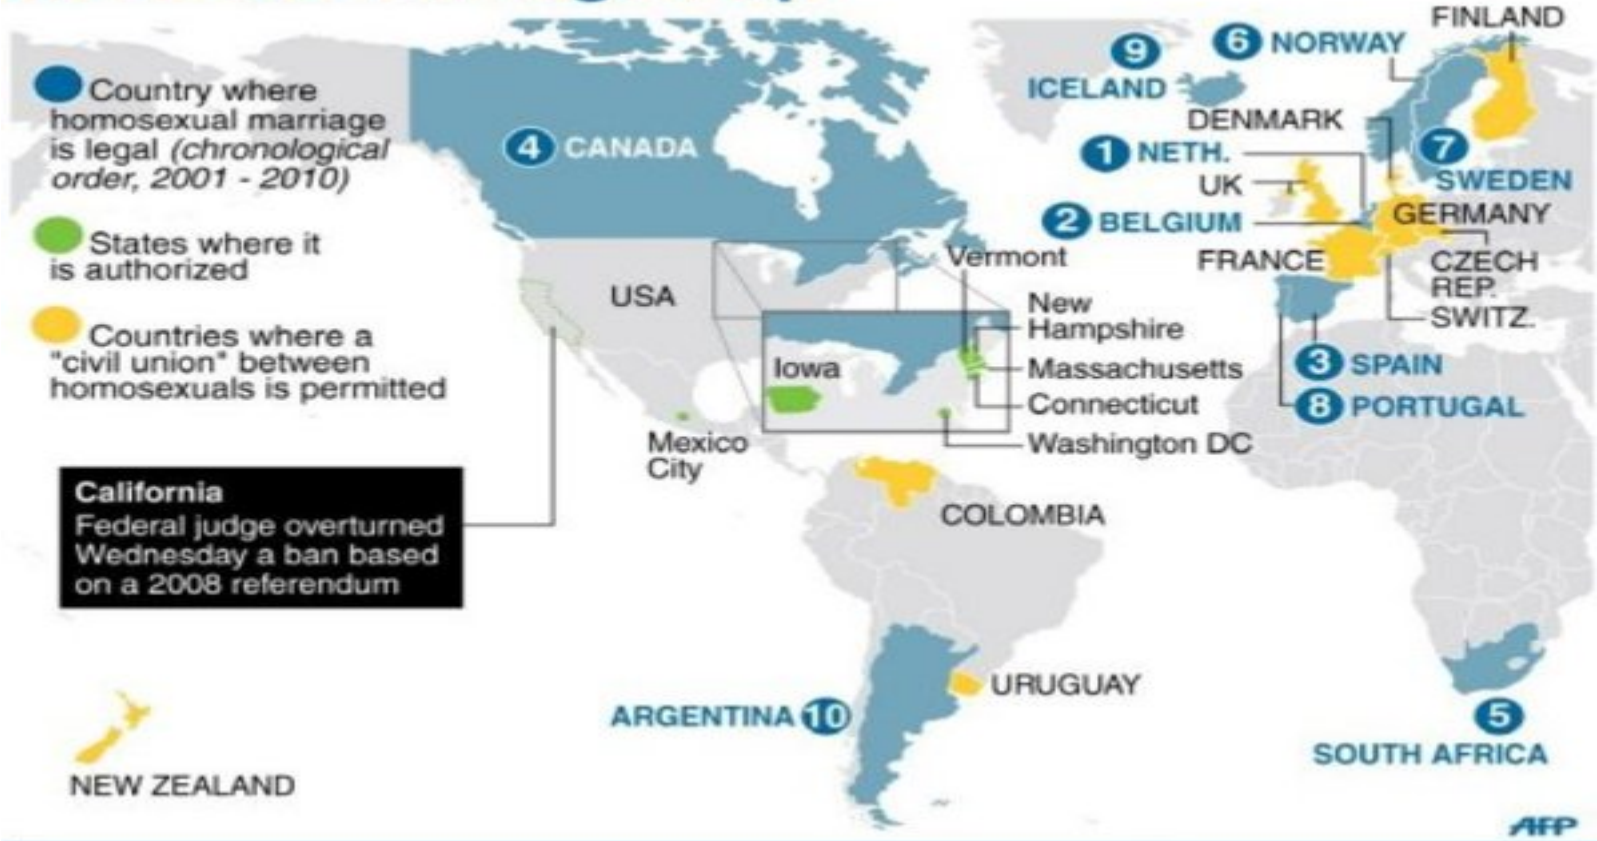 Country where
homosexual marriage
is legal (chronological
order, 2001 - 2010)
States where it
is authorized
Countries where a
"civil union" between
homosexuals is permitted
4 CANADA
USA
Mexico
City
Iowa
Vermont
New
Hampshire
Massachusetts
Connecticut
Washington DC
California
Federal judge overturned
Wednesday a ban based
on a 2008 referendum
NEW ZEALAND
COLOMBIA
URUGUAY
ARGENTINA 10
9
ICELAND
6 NORWAY
FINLAND
DENMARK
1 NETH.
7
SWEDEN
UK
2 BELGIUM
GERMANY
FRANCE
CZECH
REP.
SWITZ.
3 SPAIN
8 PORTUGAL
5
SOUTH AFRICA
AFP